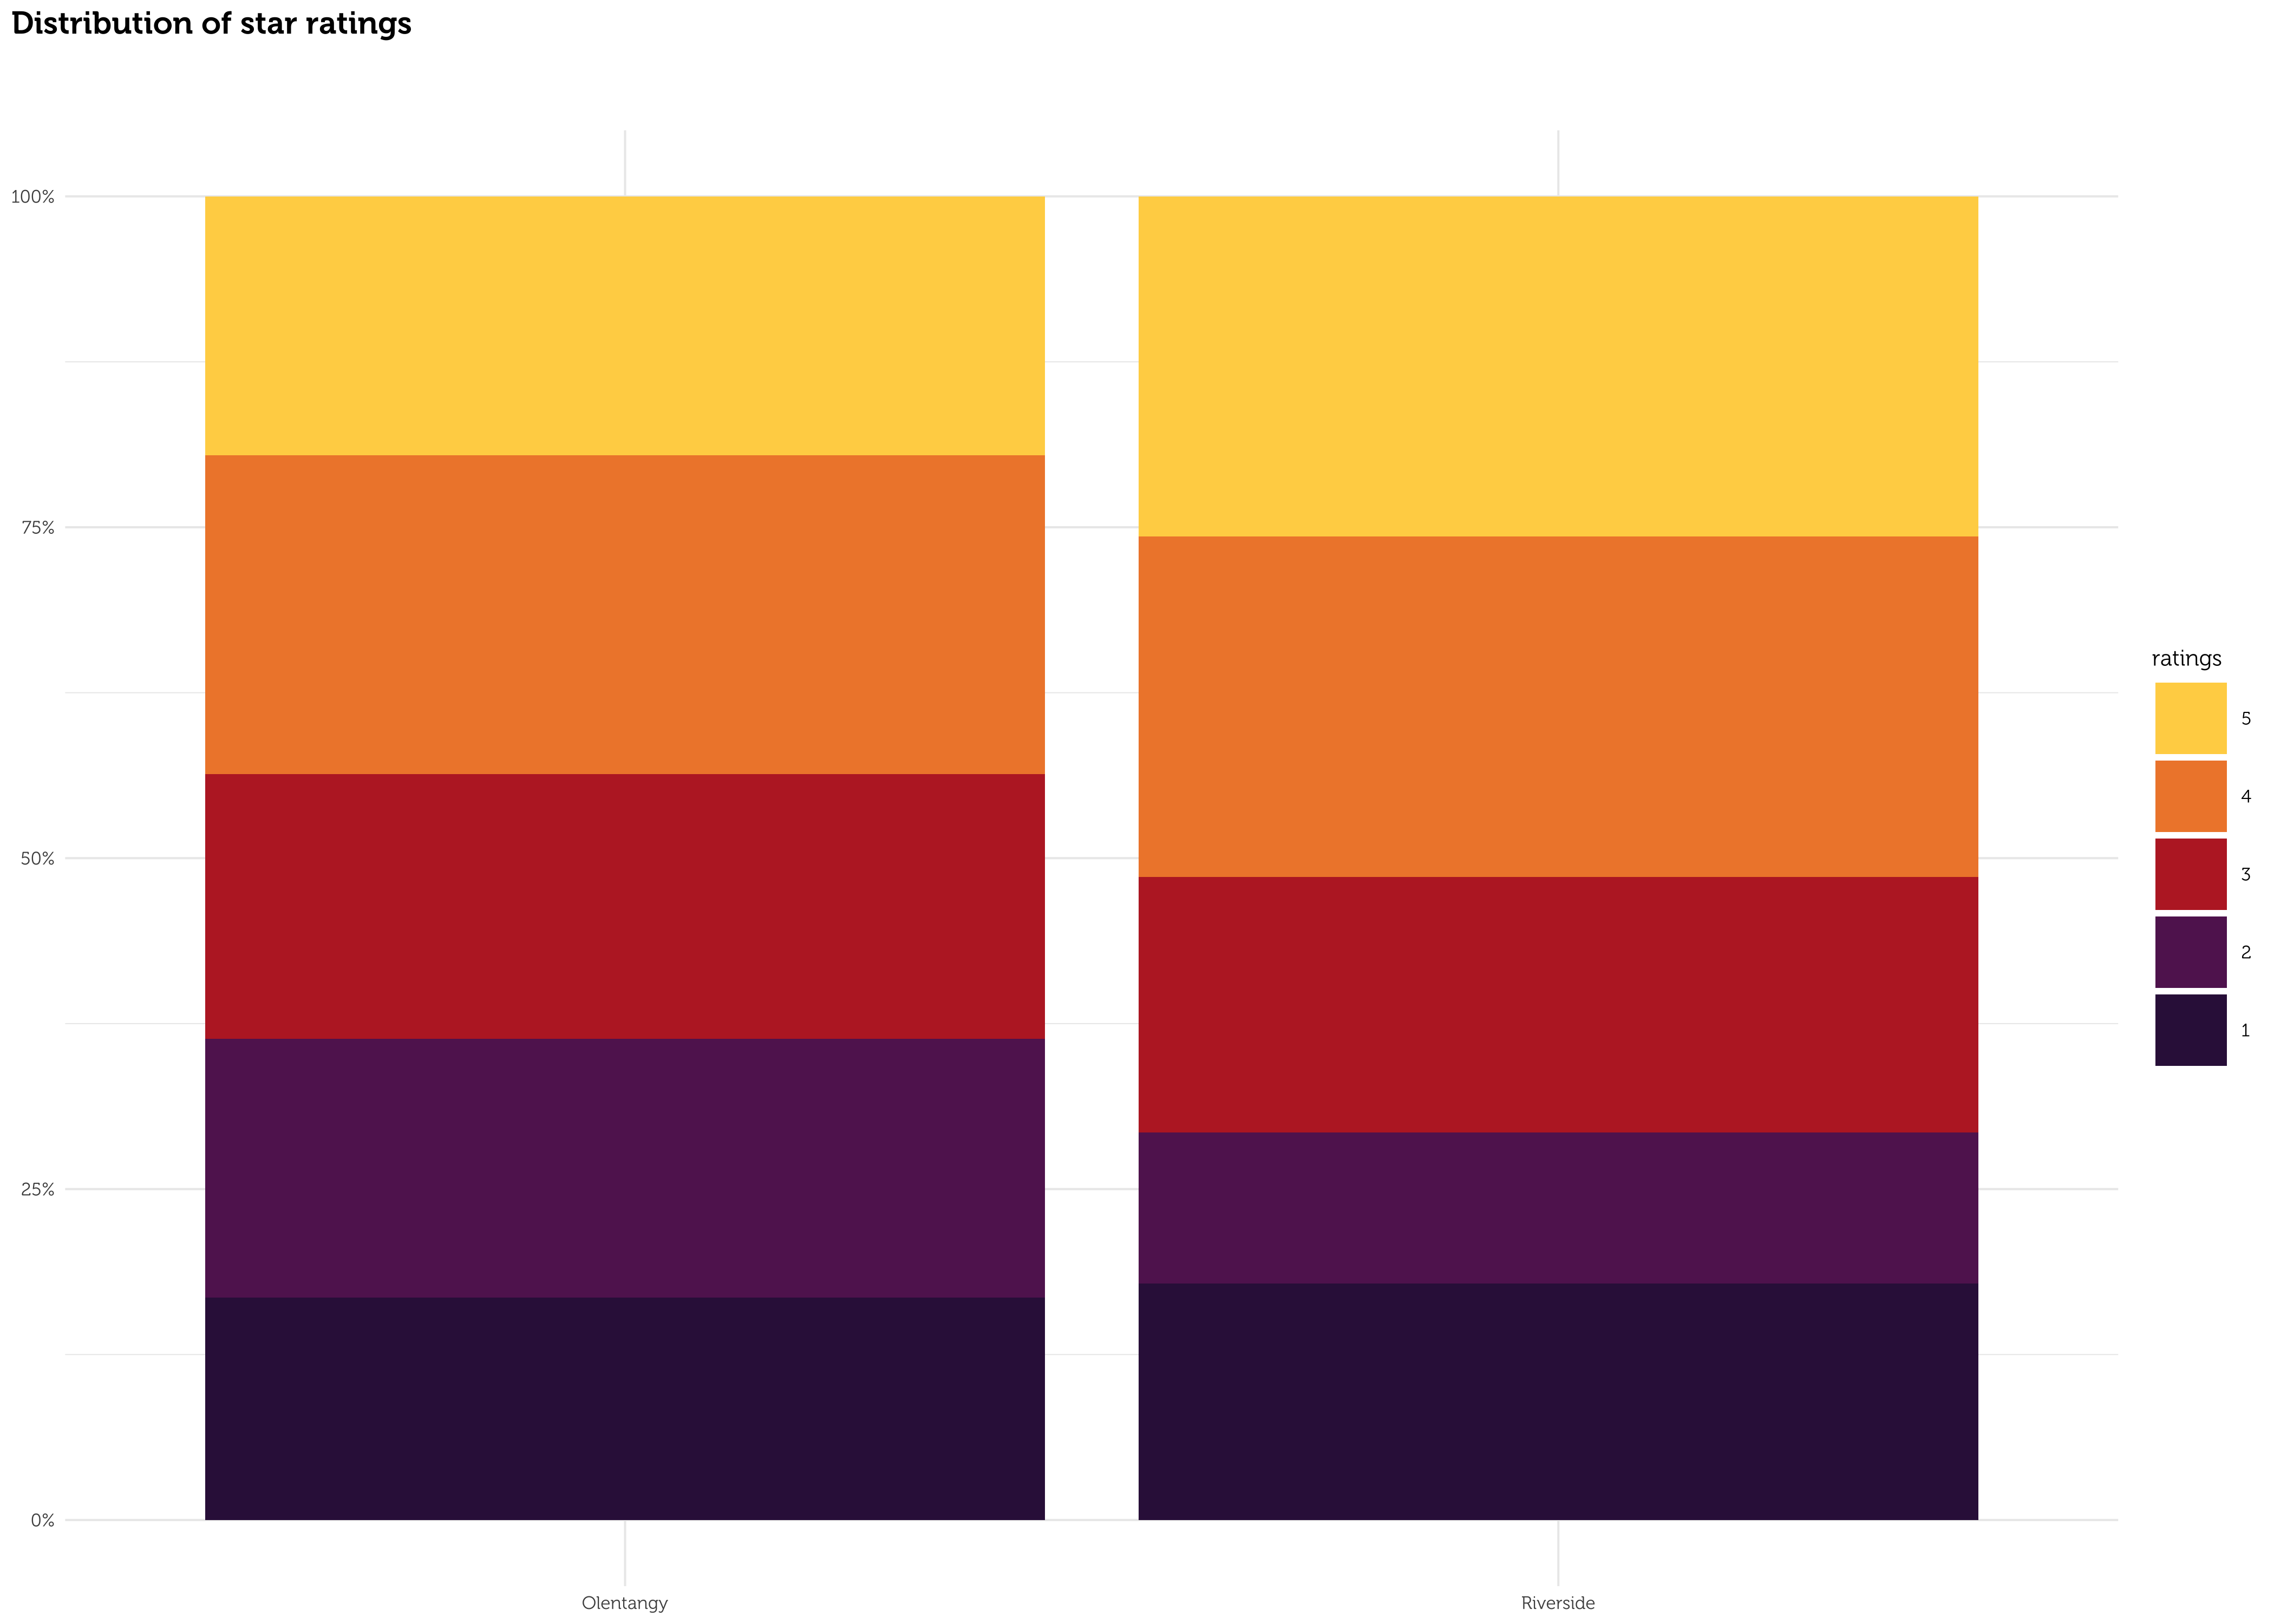 Distribution of star ratings
100%
75%
50%
25%
0%
Olentangy
Riverside
ratings
5
4
3
2
1